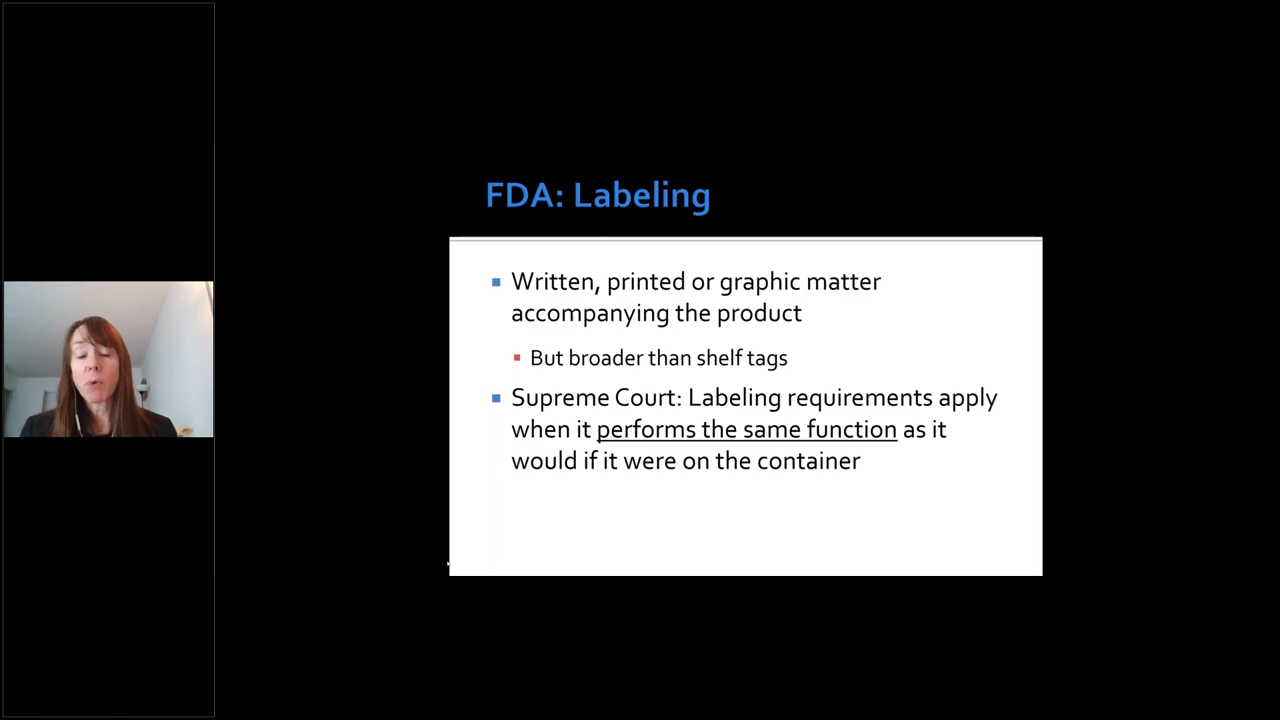 FDA: Labeling
Written, printed or graphic matter
accompanying the product
But broader than shelf tags
Supreme Court: Labeling requirements apply
when it performs the same function as it
would if it were on the container